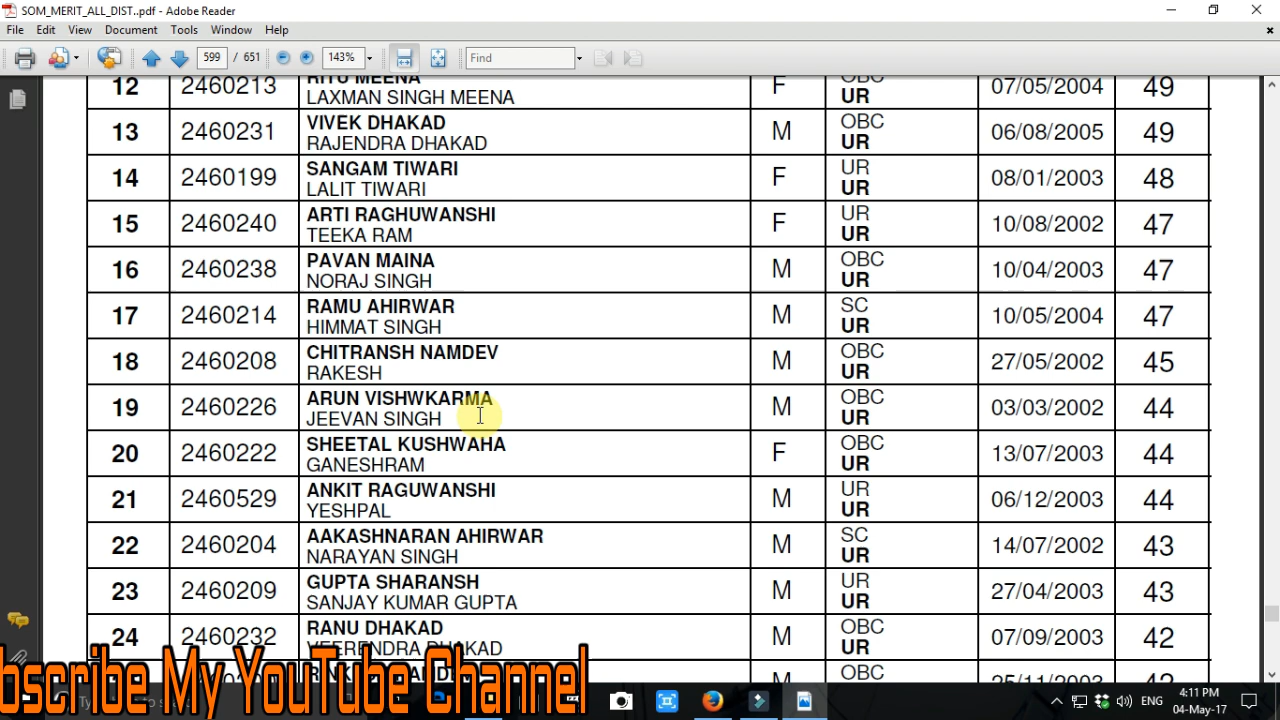 SOM_MERIT_ALL_DIST..pdf - Adobe Reader
File Edit View Document Tools Window Help
599 / 651 143% Find
12 2460213 RITU MEENA F OBC 07/05/2004 49
LAXMAN SINGH MEENA UR
13 2460231 VIVEK DHAKAD M OBC 06/08/2005 49
RAJENDRA DHAKAD UR
14 2460199 SANGAM TIWARI F UR 08/01/2003 48
LALIT TIWARI UR
15 2460240 ARTI RAGHUWANSHI F UR 10/08/2002 47
TEEKA RAM UR
16 2460238 PAVAN MAINA M OBC 10/04/2003 47
NORAJ SINGH UR
17 2460214 RAMU AHIRWAR M SC 10/05/2004 47
HIMMAT SINGH UR
18 2460208 CHITRANSH NAMDEV M OBC 27/05/2002 45
RAKESH UR
19 2460226 ARUN VISHWKARMA M OBC 03/03/2002 44
JEEVAN SINGH UR
20 2460222 SHEETAL KUSHWAHA F OBC 13/07/2003 44
GANESHRAM UR
21 2460529 ANKIT RAGUWANSHI M UR 06/12/2003 44
YESHPAL UR
22 2460204 AAKASHNARAN AHIRWAR M SC 14/07/2002 43
NARAYAN SINGH UR
23 2460209 GUPTA SHARANSH M UR 27/04/2003 43
SANJAY KUMAR GUPTA UR
24 2460232 RANU DHAKAD M OBC 07/09/2003 42
VEERENDRA DHAKAD UR
M OBC 42
bscribe My YouTube Channel
ENG 4:11 PM
04-May-17